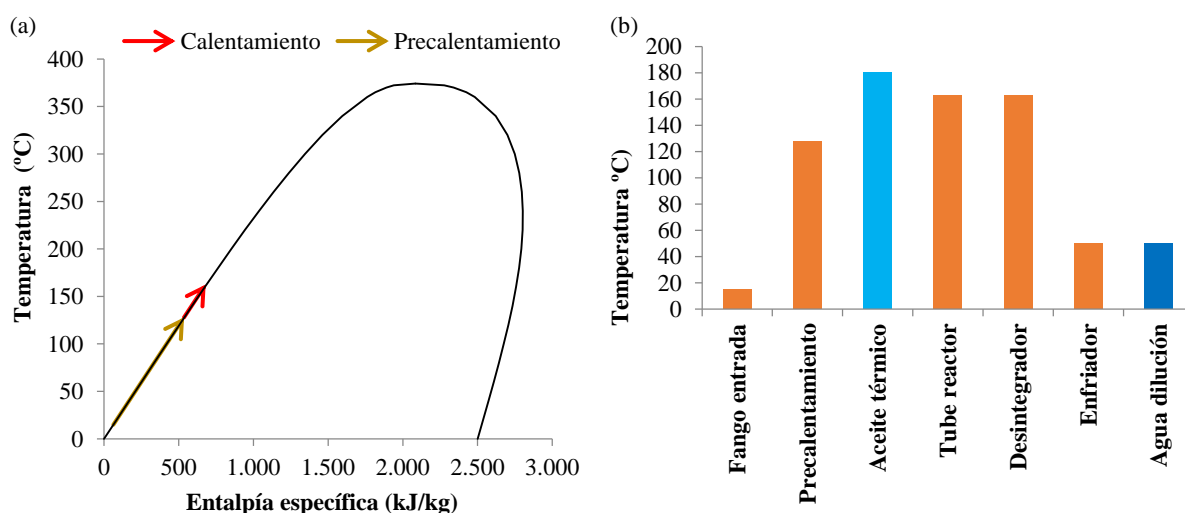 (a)
Calentamiento
Precalentamiento
Temperatura (ºC)
400
350
300
250
200
150
100
50
0
0
500
1.000
1.500
2.000
2.500
3.000
Entalpía específica (kJ/kg)
(b)
Temperatura ºC
200
180
160
140
120
100
80
60
40
20
0
Fango entrada
Precalentamiento
Aceite térmico
Tube reactor
Desintegrador
Enfriador
Agua dilución